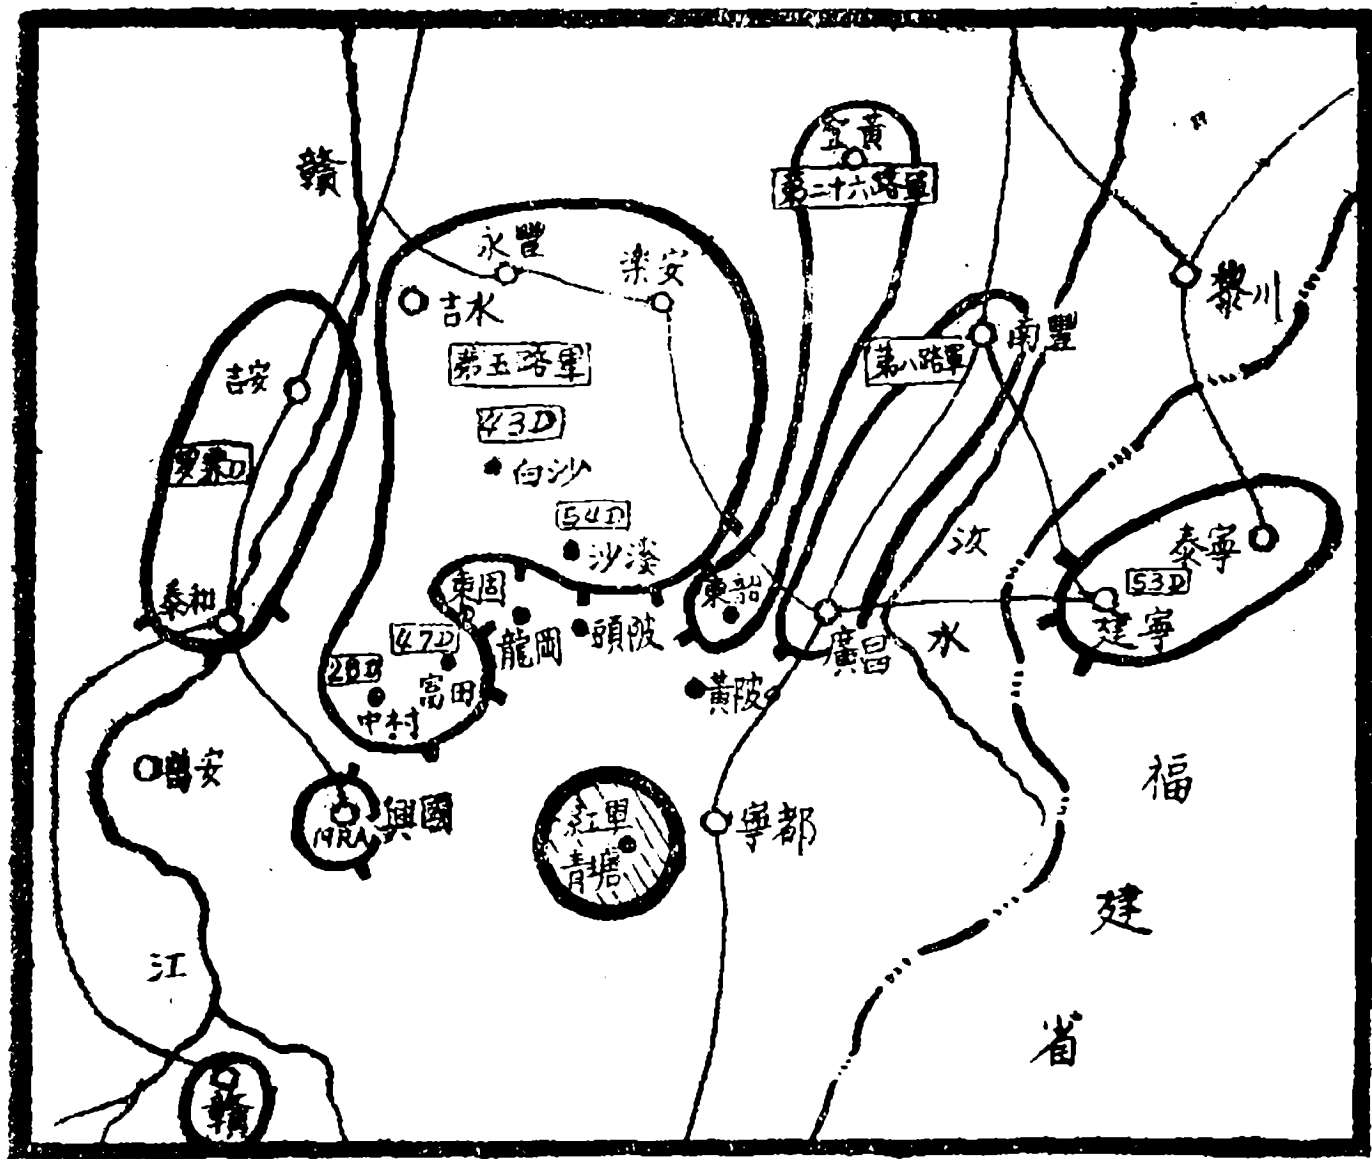 宜黃
第二十六路軍
贛
永豐
樂安
吉水
黎川
南豐
第八路軍
第五路軍
吉安
43D
白沙
54D
沙溪
汝
泰寧
53D
建寧
泰和
東固
東韶
龍岡
頭陂
廣昌
水
47D
28D
富田
中村
黃陂
萬安
福
19RA
興國
紅軍
青塘
寧都
建
江
省
贛